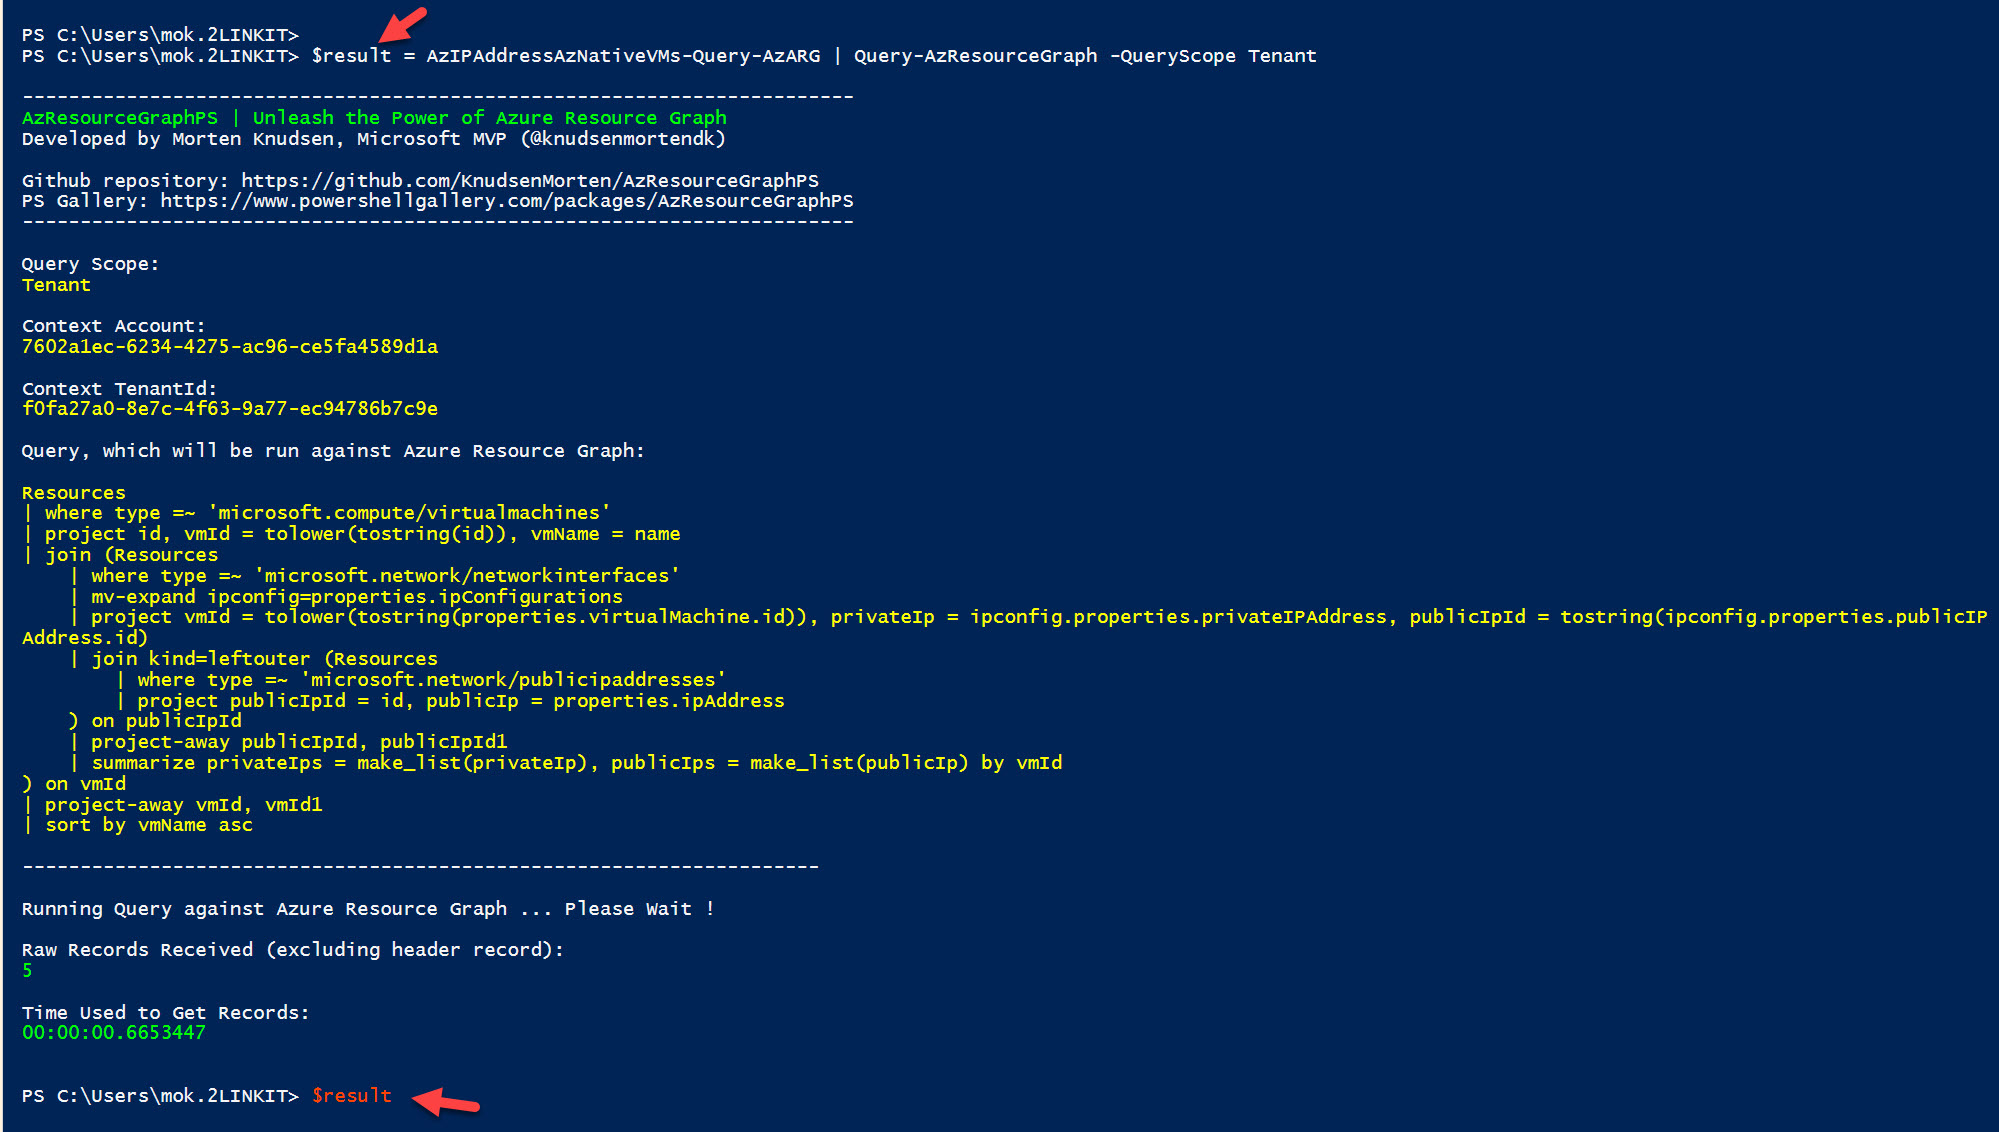 PS C:\Users\mok.2LINKIT>
PS C:\Users\mok.2LINKIT> $result = AzIPAddressAzNativeVMs-Query-AzARG | Query-AzResourceGraph -QueryScope Tenant
------------------------------------------------------------------------
AzResourceGraphPS | Unleash the Power of Azure Resource Graph
Developed by Morten Knudsen, Microsoft MVP (@knudsenmortendk)
Github repository: https://github.com/KnudsenMorten/AzResourceGraphPS
PS Gallery: https://www.powershellgallery.com/packages/AzResourceGraphPS
------------------------------------------------------------------------
Query Scope:
Tenant
Context Account:
7602a1ec-6234-4275-ac96-ce5fa4589d1a
Context TenantId:
f0fa27a0-8e7c-4f63-9a77-ec94786b7c9e
Query, which will be run against Azure Resource Graph:
Resources
| where type =~ 'microsoft.compute/virtualmachines'
| project id, vmId = tolower(tostring(id)), vmName = name
| join (Resources
    | where type =~ 'microsoft.network/networkinterfaces'
    | mv-expand ipconfig=properties.ipConfigurations
    | project vmId = tolower(tostring(properties.virtualMachine.id)), privateIp = ipconfig.properties.privateIPAddress, publicIpId = tostring(ipconfig.properties.publicIP
Address.id)
    | join kind=leftouter (Resources
        | where type =~ 'microsoft.network/publicipaddresses'
        | project publicIpId = id, publicIp = properties.ipAddress
    ) on publicIpId
    | project-away publicIpId, publicIpId1
    | summarize privateIps = make_list(privateIp), publicIps = make_list(publicIp) by vmId
) on vmId
| project-away vmId, vmId1
| sort by vmName asc
---------------------------------------------------------------------
Running Query against Azure Resource Graph ... Please Wait !
Raw Records Received (excluding header record):
5
Time Used to Get Records:
00:00:00.6653447
PS C:\Users\mok.2LINKIT> $result